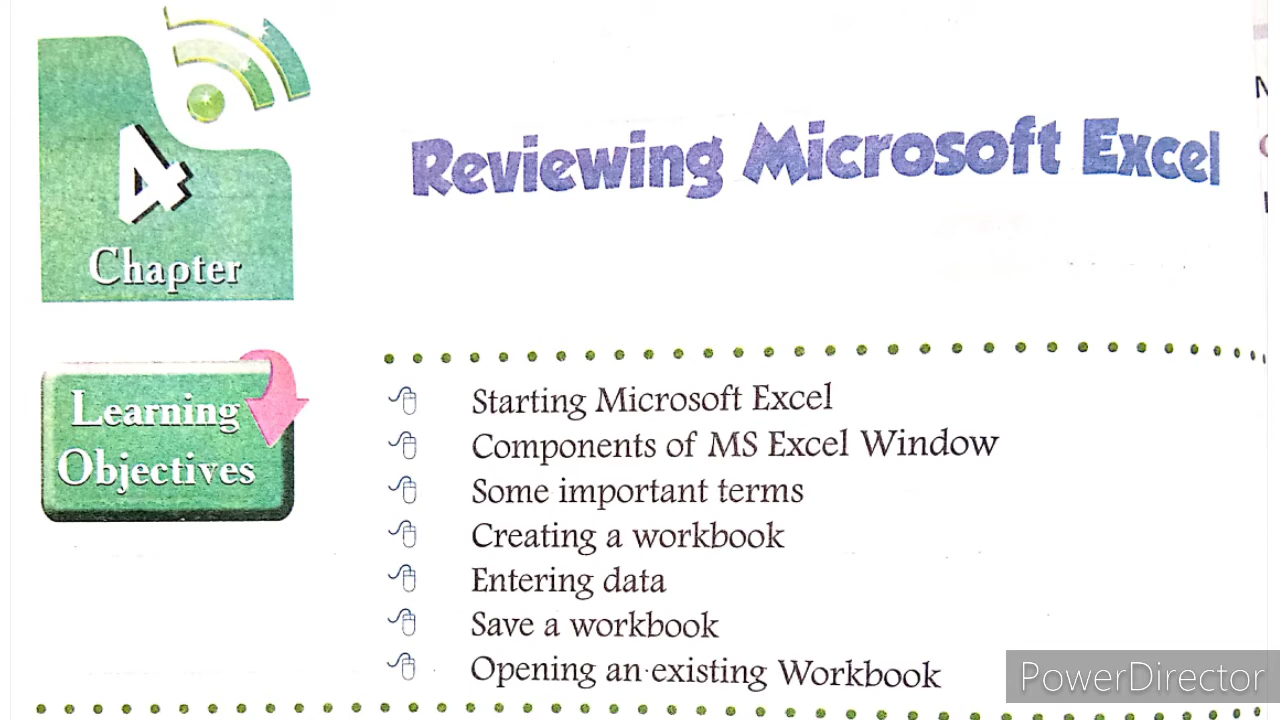 4
Chapter
Reviewing Microsoft Excel
Learning
Objectives
Starting Microsoft Excel
Components of MS Excel Window
Some important terms
Creating a workbook
Entering data
Save a workbook
Opening an existing Workbook
PowerDirector